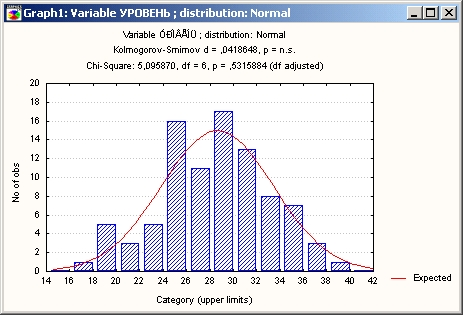 Graph1: Variable УРОВЕНЬ ; distribution: Normal
Variable ÓÐÎÂÅÍÜ ; distribution: Normal
Kolmogorov-Smirnov d = ,0418648, p = n.s.
Chi-Square: 5,095870, df = 6, p = ,5315884 (df adjusted)
No of obs
20
18
16
14
12
10
8
6
4
2
0
14 16 18 20 22 24 26 28 30 32 34 36 38 40 42
Category (upper limits)
Expected